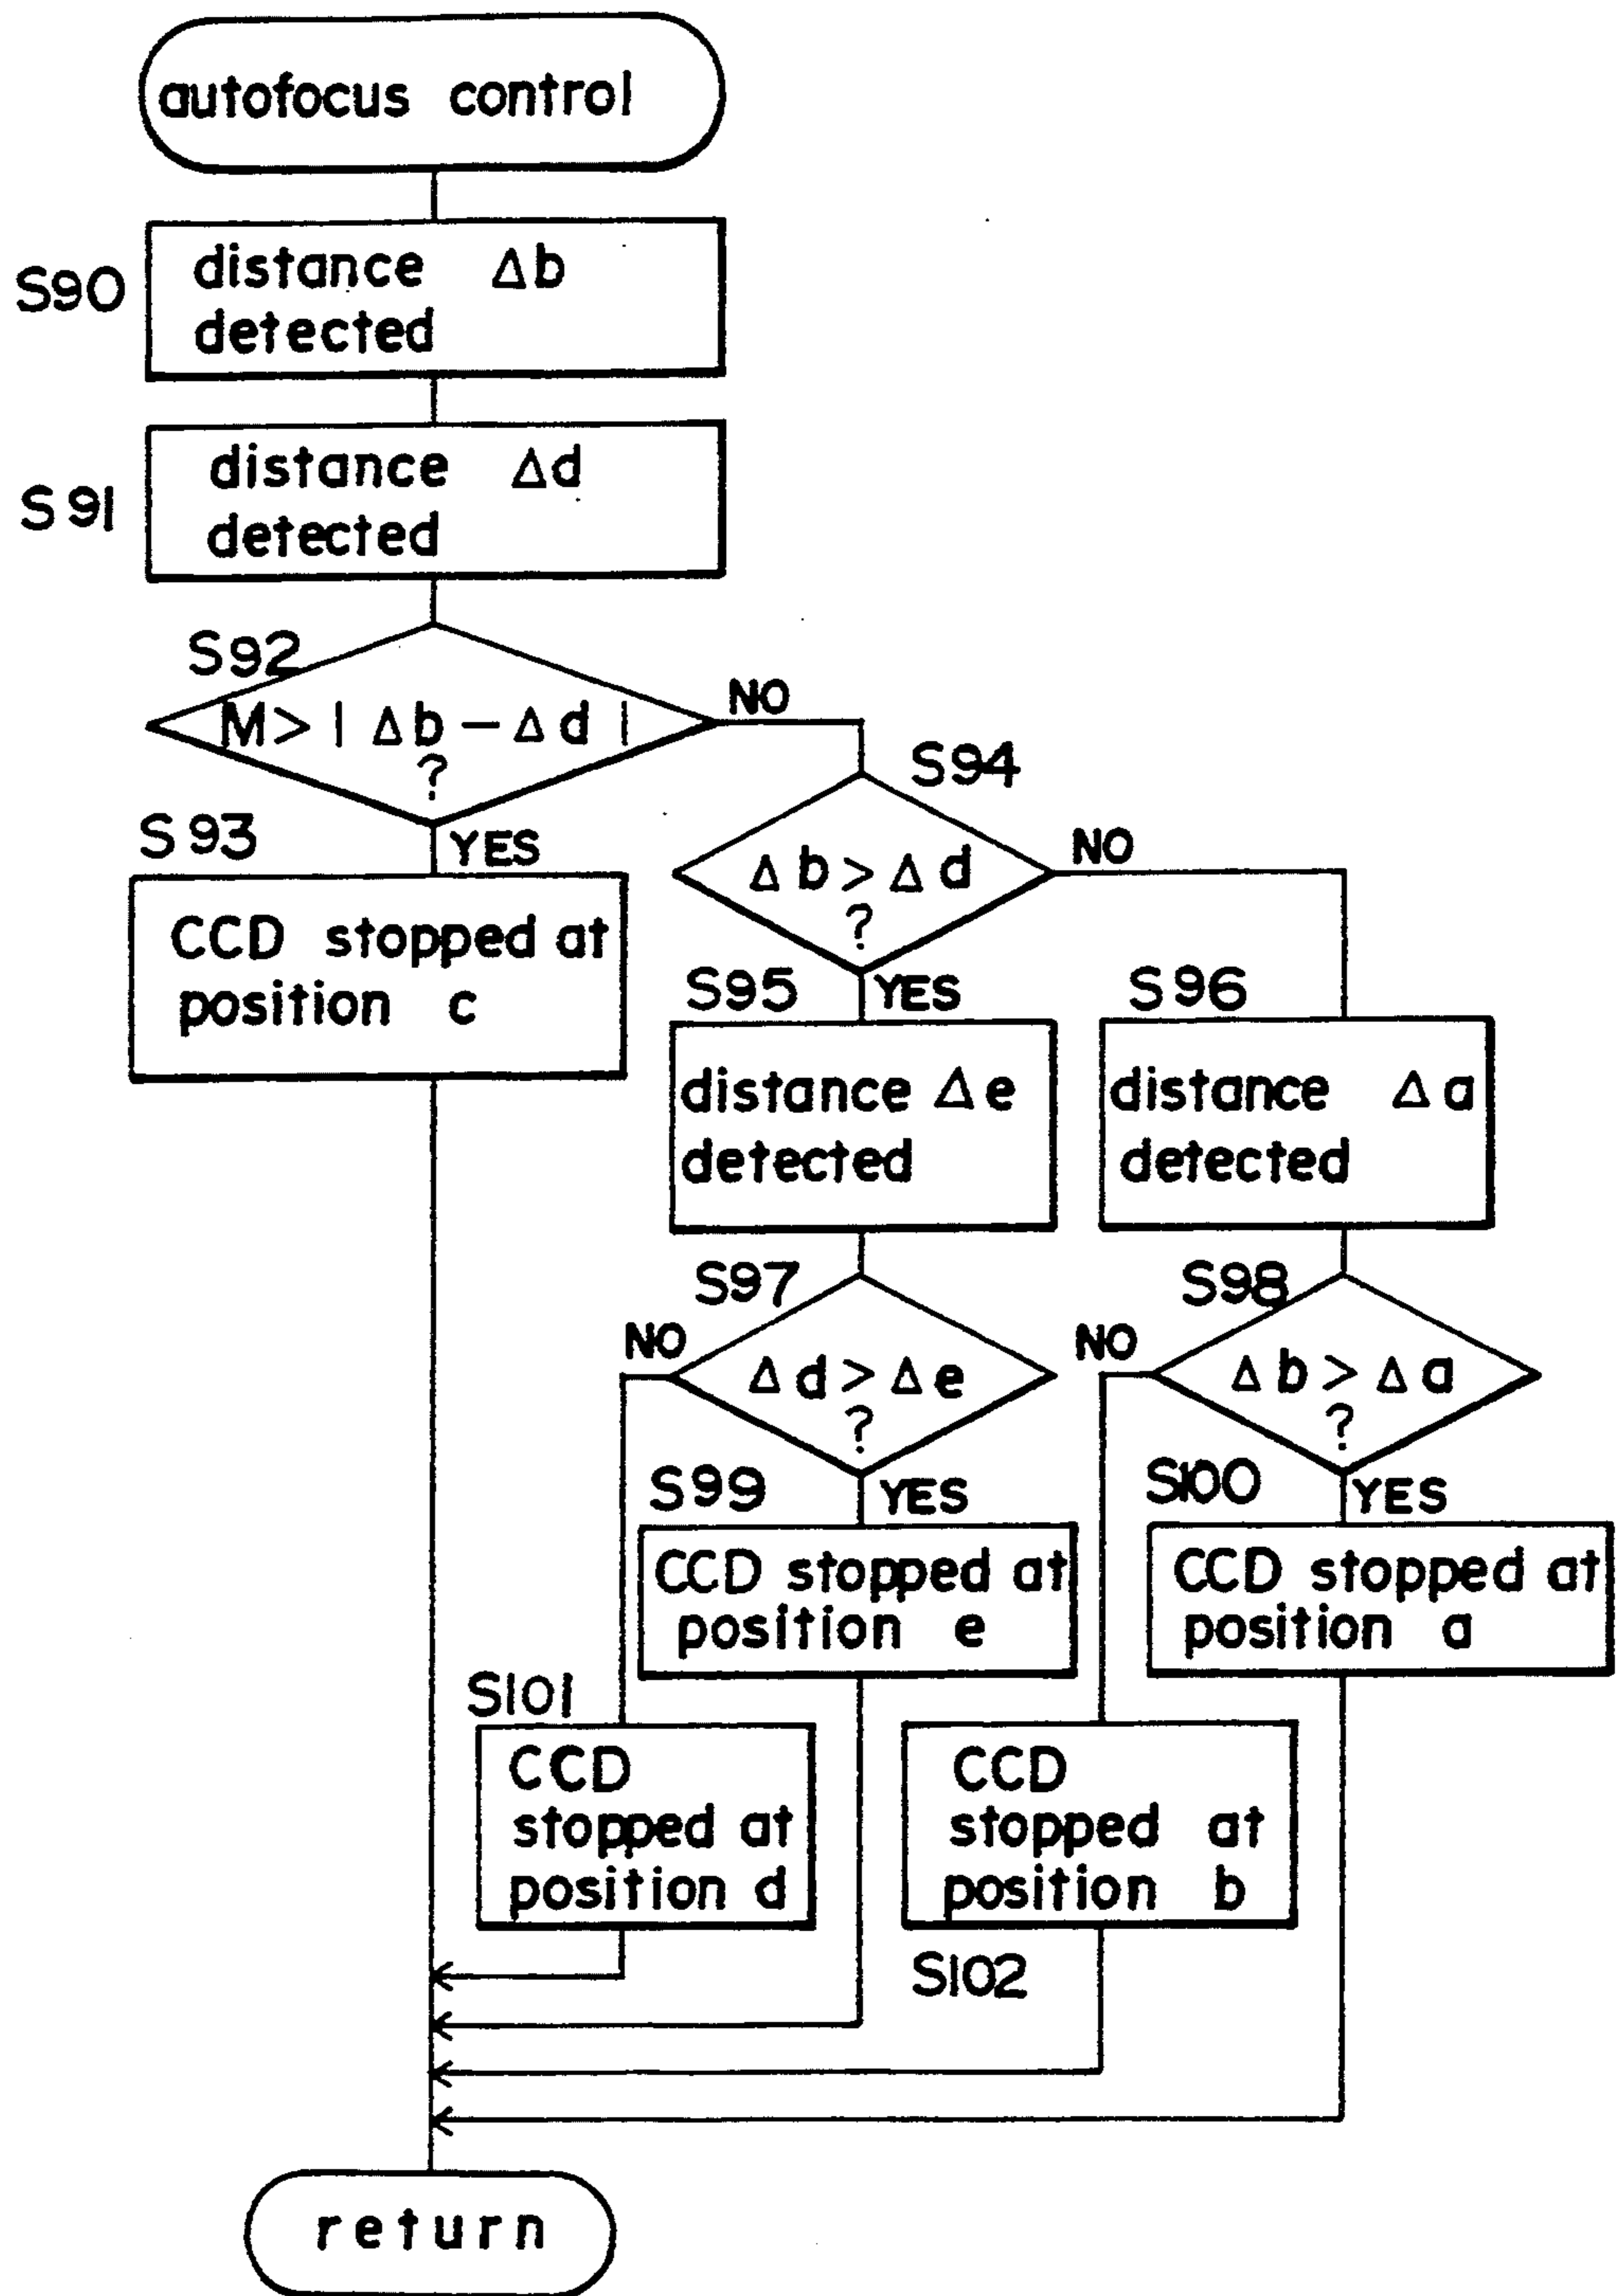 autofocus control
S90
distance Δb
detected
S91
distance Δd
detected
S92
M> | Δb - Δd |
?
NO
S93
YES
CCD stopped at
position c
S94
Δb > Δd
?
NO
S95
YES
distance Δe
detected
S96
distance Δa
detected
S97
NO
Δd > Δe
?
S98
NO
Δb > Δa
?
S99
YES
CCD stopped at
position e
S100
YES
CCD stopped at
position a
S101
CCD
stopped at
position d
CCD
stopped at
position b
S102
return